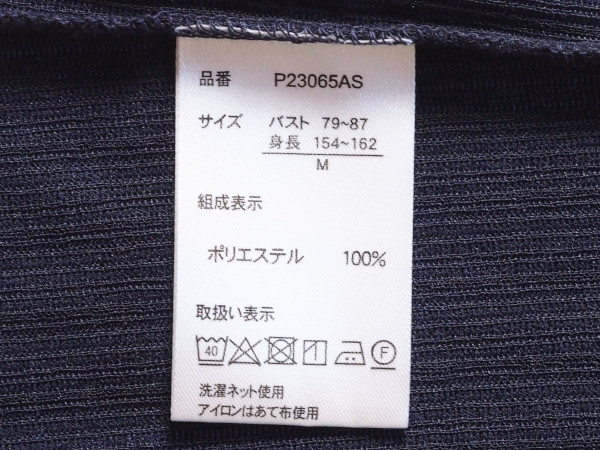 品番 P23065AS
サイズ バスト 79~87
身長 154~162
M
組成表示
ポリエステル 100%
取扱い表示
40 F
洗濯ネット使用
アイロンはあて布使用